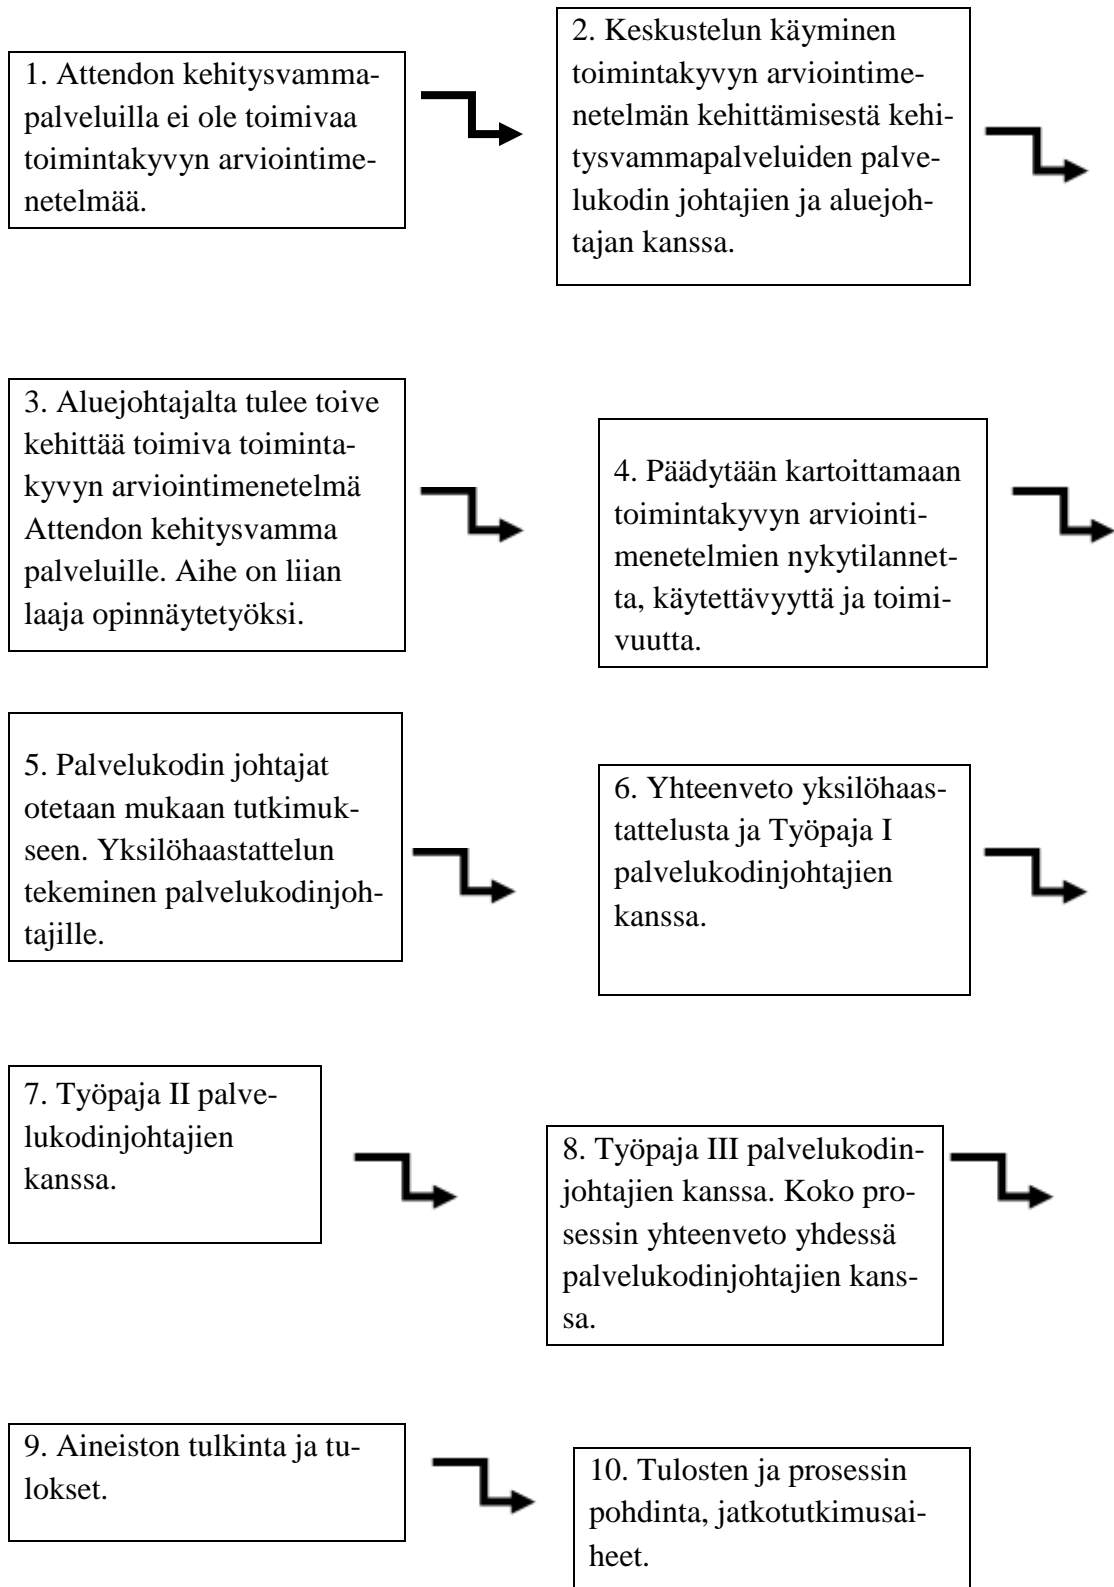 1. Attendon kehitysvamma-
palveluilla ei ole toimivaa
toimintakyvyn arviointime-
netelmää.
2. Keskustelun käyminen
toimintakyvyn arviointime-
netelmän kehittämisestä kehi-
tysvammapalveluiden palve-
lukodin johtajien ja aluejoh-
tajan kanssa.
3. Aluejohtajalta tulee toive
kehittää toimiva toiminta-
kyvyn arviointimenetelmä
Attendon kehitysvamma
palveluille. Aihe on liian
laaja opinnäytetyöksi.
4. Päädytään kartoittamaan
toimintakyvyn arviointi-
menetelmien nykytilannet-
ta, käytettävyyttä ja toimi-
vuutta.
5. Palvelukodin johtajat
otetaan mukaan tutkimuk-
seen. Yksilöhaastattelun
tekeminen palvelukodinjoh-
tajille.
6. Yhteenveto yksilöhaas-
tattelusta ja Työpaja I
palvelukodinjohtajien
kanssa.
7. Työpaja II palve-
lukodinjohtajien
kanssa.
8. Työpaja III palvelukodin-
johtajien kanssa. Koko pro-
sessin yhteenveto yhdessä
palvelukodinjohtajien kans-
sa.
9. Aineiston tulkinta ja tu-
lokset.
10. Tulosten ja prosessin
pohdinta, jatkotutkimusai-
heet.